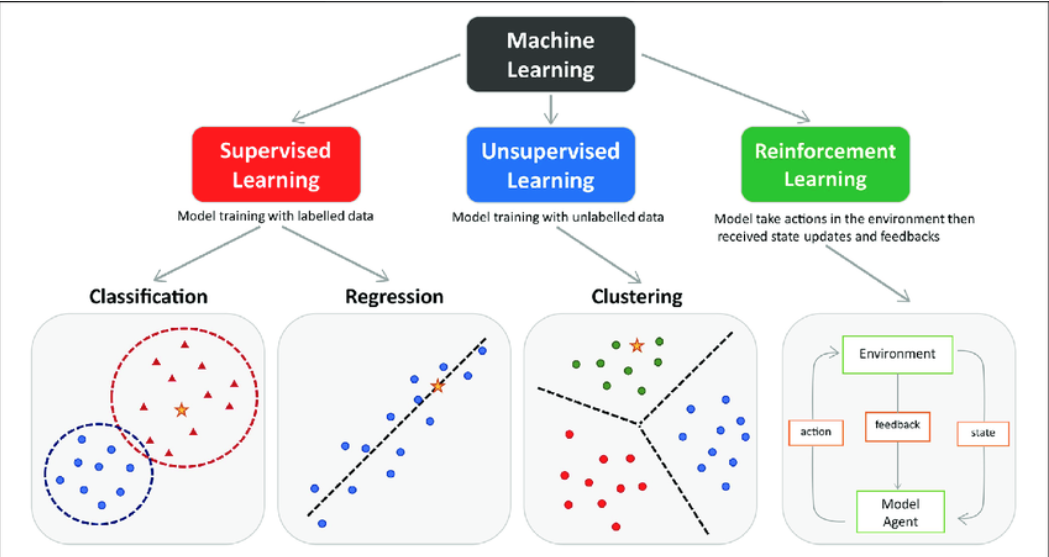 Machine
Learning
Supervised
Learning
Unsupervised
Learning
Reinforcement
Learning
Model training with labelled data
Model training with unlabelled data
Model take actions in the environment then
received state updates and feedbacks
Classification
Regression
Clustering
Environment
action
feedback
state
Model
Agent